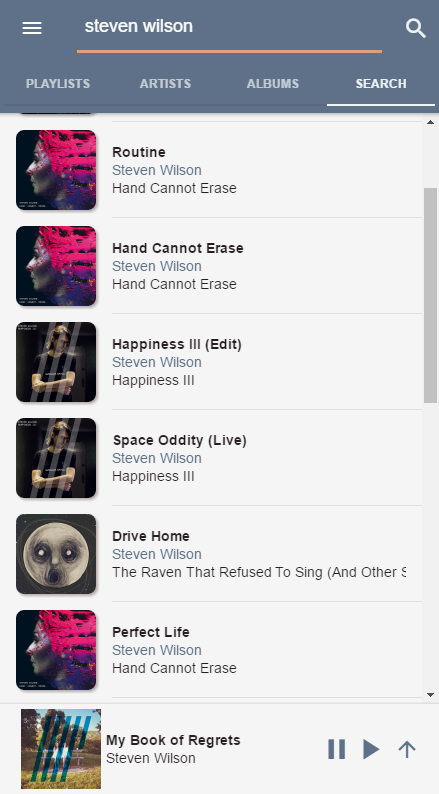 steven wilson
PLAYLISTS ARTISTS ALBUMS SEARCH
Routine
Steven Wilson
Hand Cannot Erase
Hand Cannot Erase
Steven Wilson
Hand Cannot Erase
Happiness III (Edit)
Steven Wilson
Happiness III
Space Oddity (Live)
Steven Wilson
Happiness III
Drive Home
Steven Wilson
The Raven That Refused To Sing (And Other S
Perfect Life
Steven Wilson
Hand Cannot Erase
My Book of Regrets
Steven Wilson